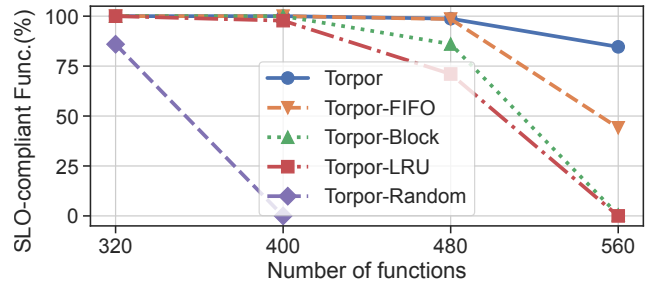 SLO-compliant Func.(%)
100
75
50
25
0
Torpor
Torpor-FIFO
Torpor-Block
Torpor-LRU
Torpor-Random
320
400
480
560
Number of functions